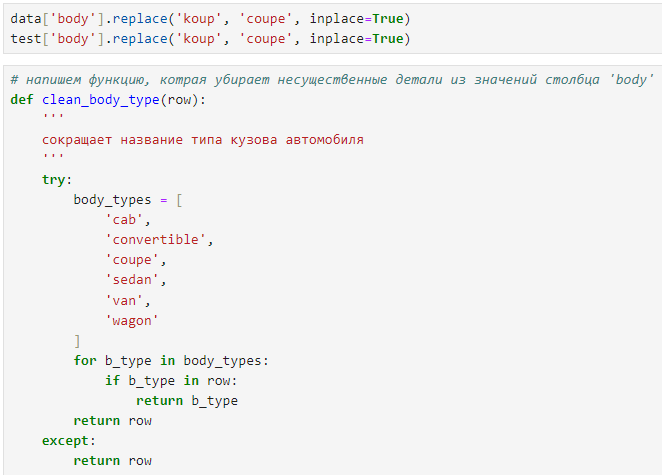 data['body'].replace('koup', 'coupe', inplace=True)
test['body'].replace('koup', 'coupe', inplace=True)
# напишем функцию, котрая убирает несущественные детали из значений столбца 'body'
def clean_body_type(row):
    '''
    сокращает название типа кузова автомобиля
    '''
    try:
        body_types = [
            'cab',
            'convertible',
            'coupe',
            'sedan',
            'van',
            'wagon'
        ]
        for b_type in body_types:
            if b_type in row:
                return b_type
        return row
    except:
        return row